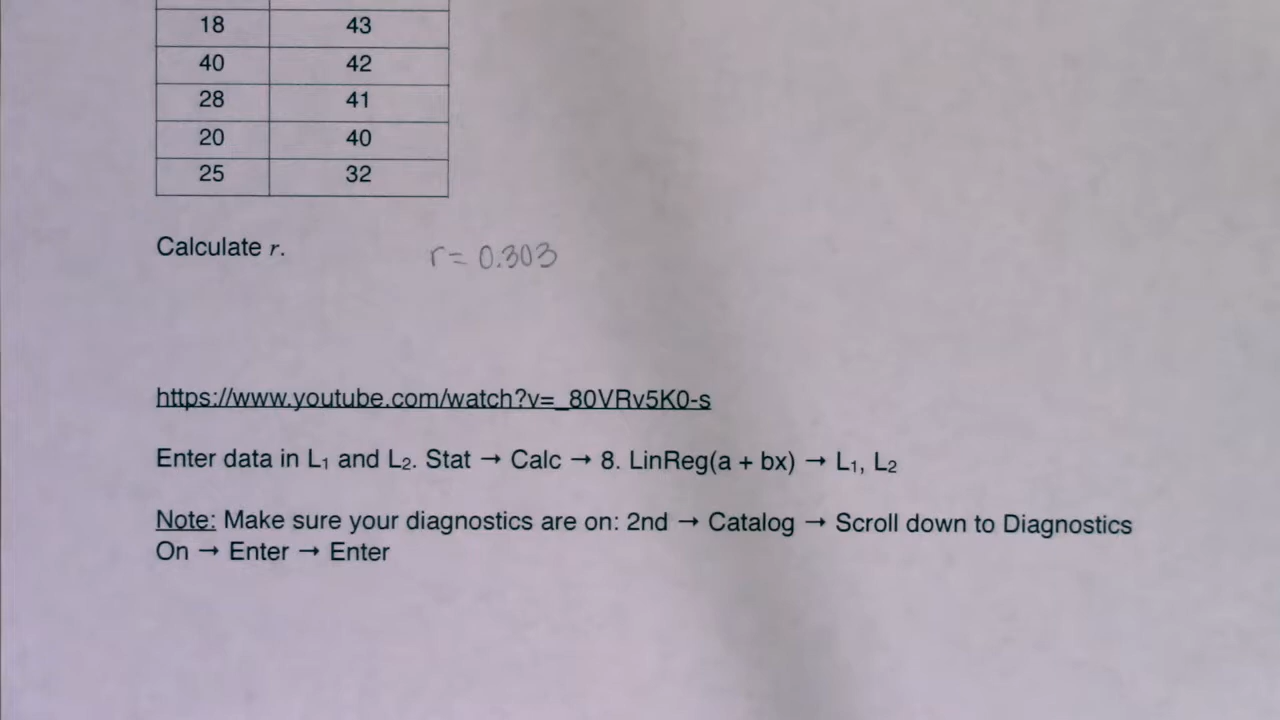 18 43
40 42
28 41
20 40
25 32
Calculate r. r= 0.303
https://www.youtube.com/watch?v=_80VRv5K0-s
Enter data in L₁ and L₂. Stat → Calc → 8. LinReg(a + bx) → L₁, L₂
Note: Make sure your diagnostics are on: 2nd → Catalog → Scroll down to Diagnostics
On → Enter → Enter